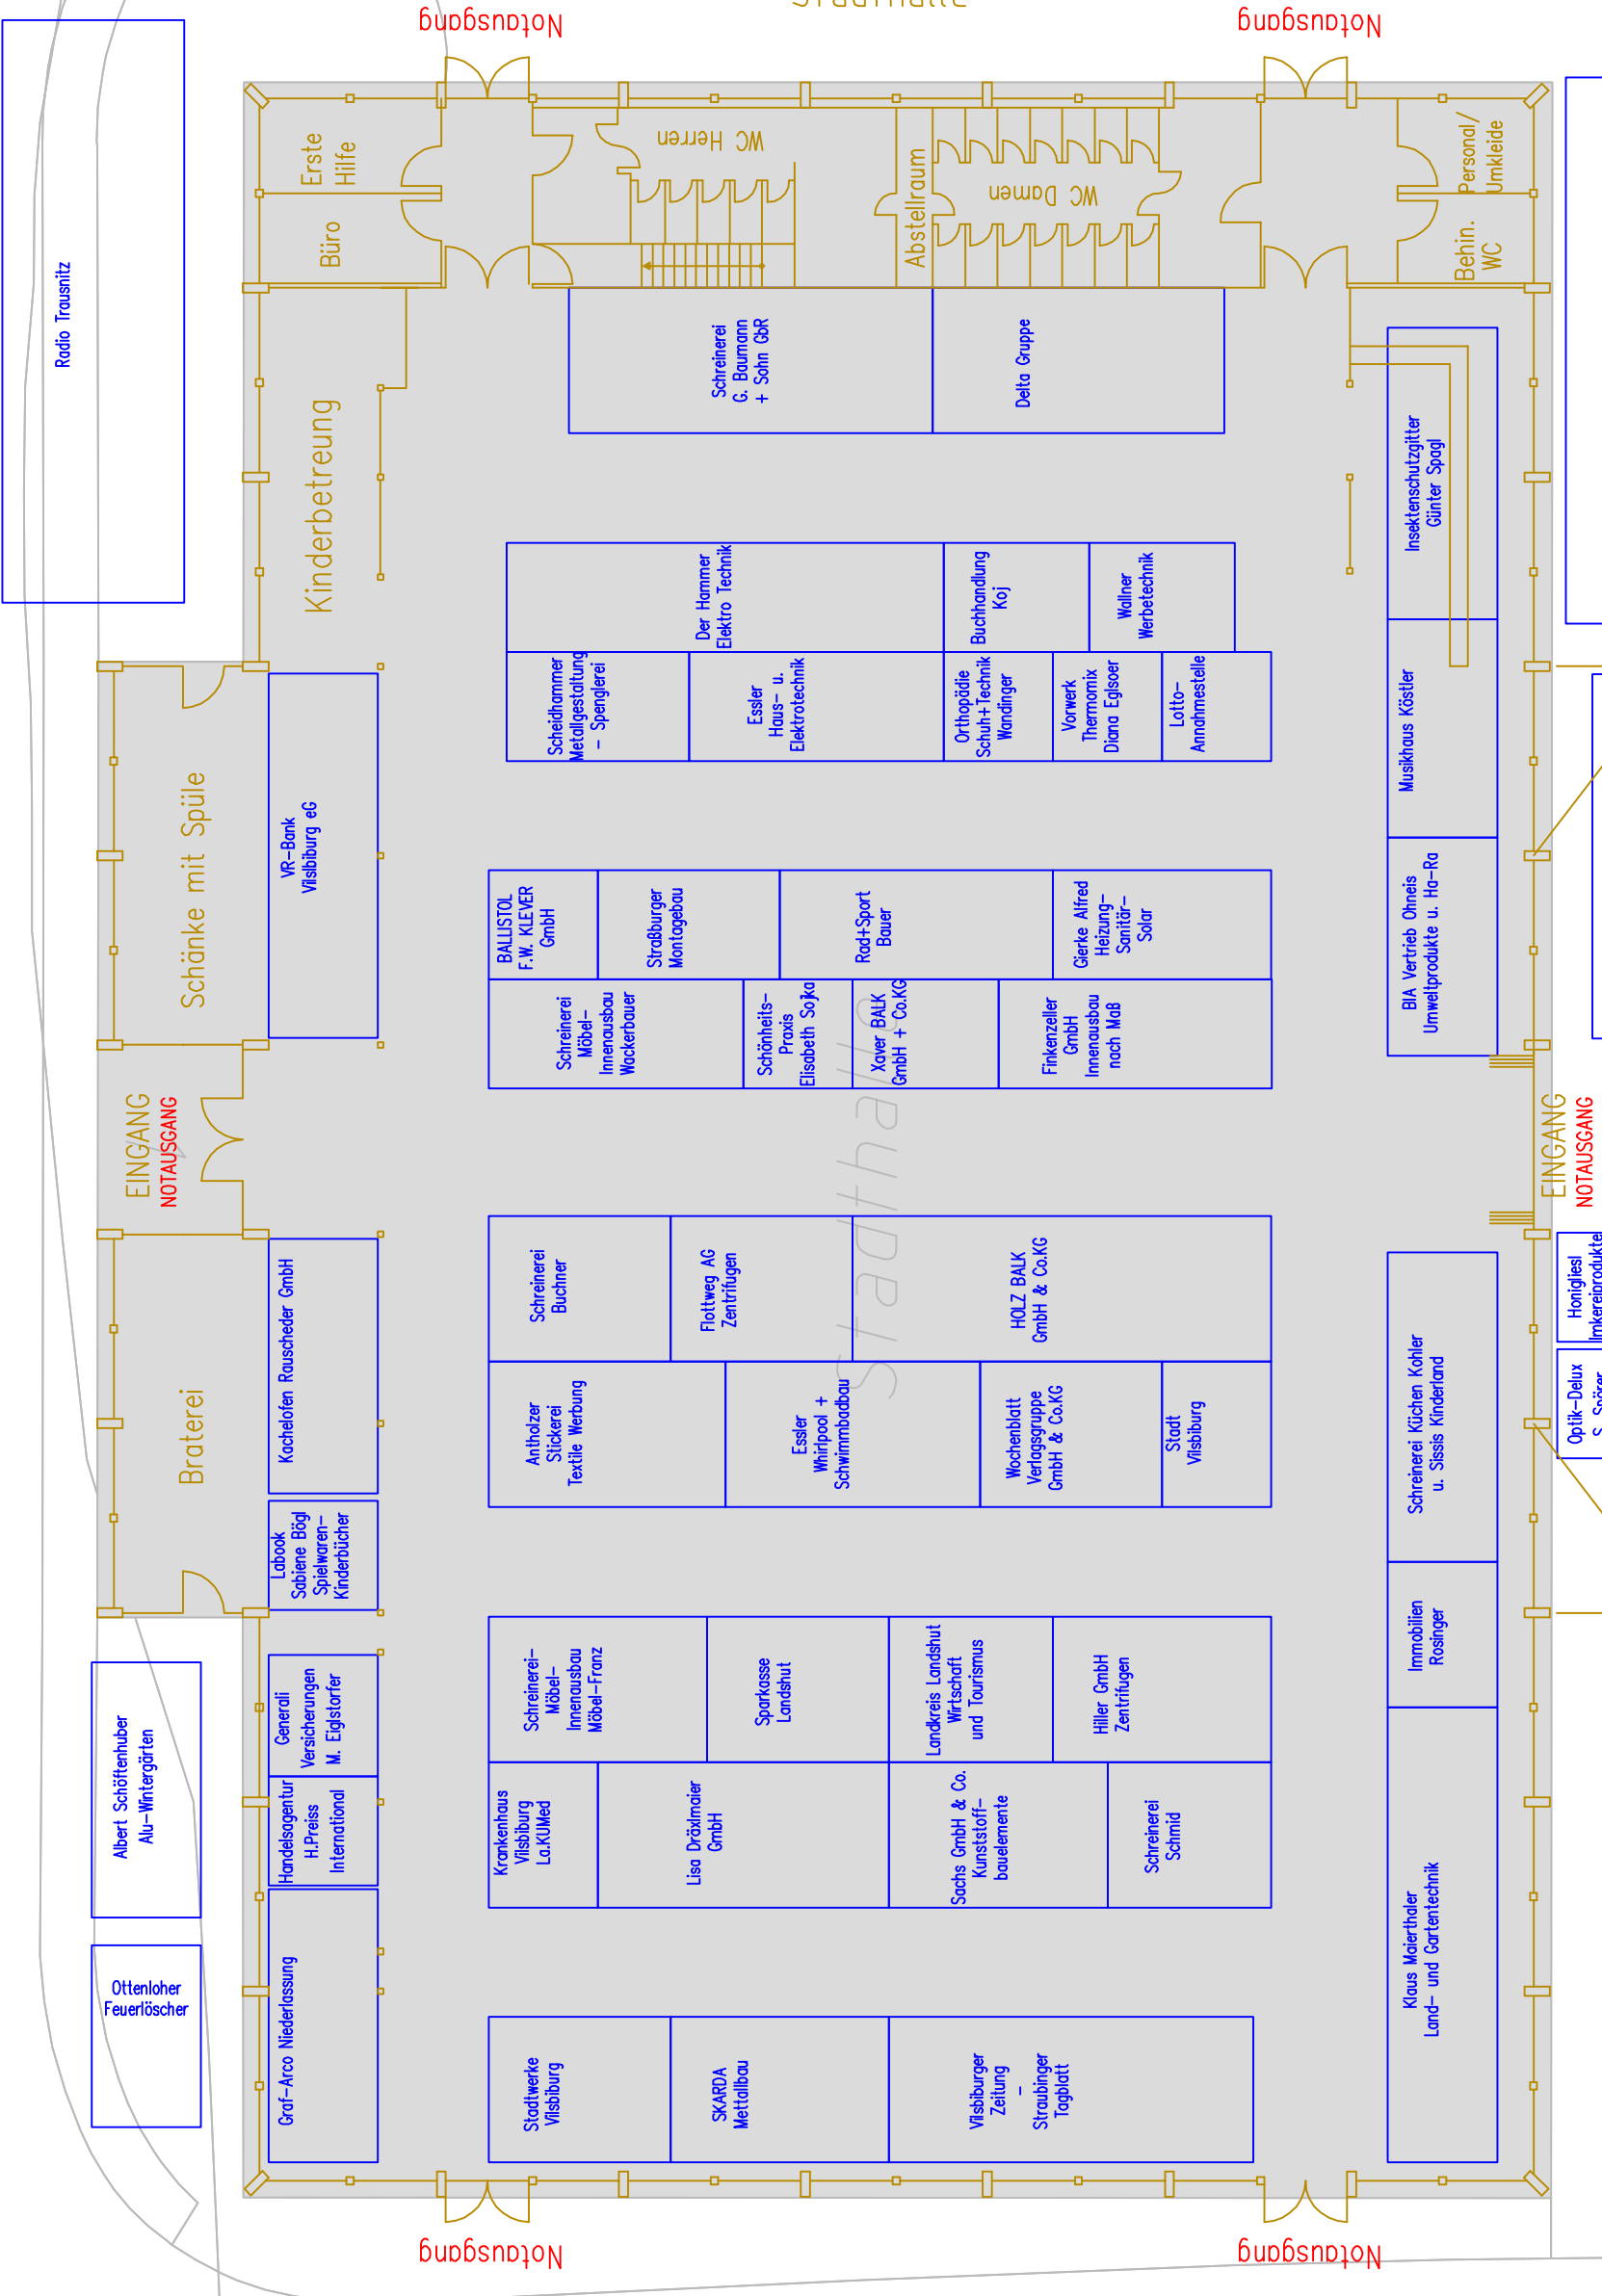 Notausgang
Notausgang
Radio Trausnitz
Erste
Hilfe
Büro
WC Herren
Abstellraum
WC Damen
Personal/
Umkleide
Behin.
WC
Schreinerei
G. Baumann
+ Sohn GbR
Delta Gruppe
Kinderbetreung
Insektenschutzgitter
Günter Spagl
Der Hammer
Elektro Technik
Buchhandlung
Koj
Wallner
Werbetechnik
Scheidhammer
Metallgestaltung
- Spenglerei
Essler
Haus- u.
Elektrotechnik
Orthopödie
Schuh+Technik
Wandinger
Vorwerk
Thermomix
Diana Eglsoer
Lotto-
Annahmestelle
Musikhaus Köstler
Schänke mit Spüle
VR-Bank
Vilsibiburg eG
BALLISTOL
F.W. KLEVER
GmbH
Straßburger
Montagebau
Rad+Sport
Bauer
Gierke Alfred
Heizung-
Sanitär-
Solar
BIA Vertrieb Ohneis
Umweltprodukte u. Ha-Ra
Schreinerei
Möbel-
Innenausbau
Wackerbauer
Schönheits-
Praxis
Elisabeth Sojka
Xaver BALK
GmbH + Co.KG
Finkenzeller
GmbH
Innenausbau
nach Maß
Stadthalle
EINGANG
NOTAUSGANG
EINGANG
NOTAUSGANG
Schreinerei
Buchner
Flottweg AG
Zentrifugen
HOLZ BALK
GmbH & Co.KG
Kachelofen Rauscheder GmbH
Honigliesl
Imkereiprodukte
Braterei
Antholzer
Stickerei
Textile Werbung
Essler
Whirlpool +
Schwimmbadbau
Wochenblatt
Verlagsgruppe
GmbH & Co.KG
Stadt
Vilsbiburg
Schreinerei Küchen Kohler
u. Sissis Kinderland
Optik-Delux
Labook
Sabiene Bögl
Spielwaren-
Kinderbücher
Immobilien
Rosinger
Albert Schöftenhuber
Alu-Wintergärten
Generali
Versicherungen
M. Eiglstorfer
Schreinerei-
Möbel-
Innenausbau
Möbel-Franz
Sparkasse
Landshut
Landkreis Landshut
Wirtschaft
und Tourismus
Hiller GmbH
Zentrifugen
Handelsagentur
H.Preiss
International
Krankenhaus
Vilsbiburg
La.KUMed
Lisa Dräxlmaier
GmbH
Sachs GmbH & Co.
Kunststoff-
bauelemente
Schreinerei
Schmid
Klaus Maierthaler
Land- und Gartentechnik
Ottenloher
Feuerlöscher
Graf-Arco Niederlassung
Stadtwerke
Vilsbiburg
SKARDA
Mettallbau
Vilsbiburger
Zeitung
-
Straubinger
Tagblatt
Notausgang
Notausgang